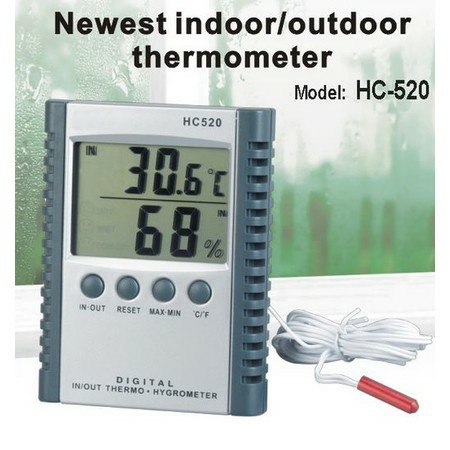 Newest indoor/outdoor
thermometer
Model: HC-520
HC520
IN
30.6°C
68%
IN·OUT RESET MAX·MIN °C/F
DIGITAL
IN/OUT THERMO · HYGROMETER